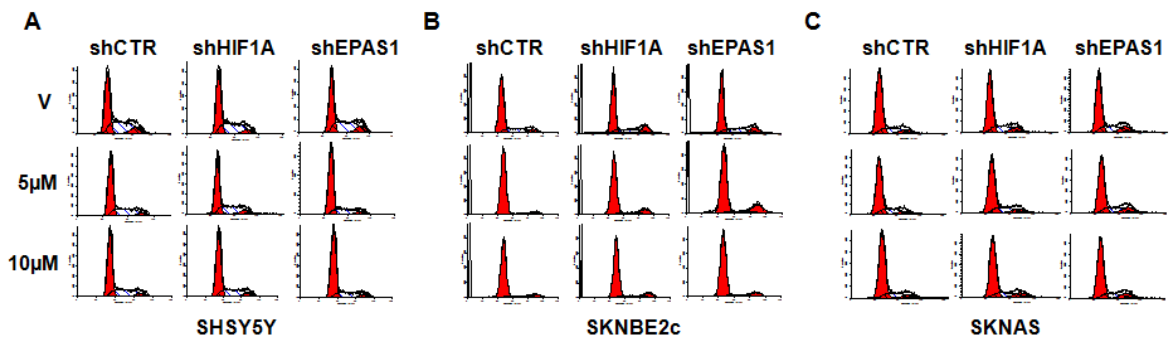 A B C
shCTR shHIF1A shEPAS1 shCTR shHIF1A shEPAS1 shCTR shHIF1A shEPAS1
V
5µM
10µM
SHSY5Y SKNBE2c SKNAS